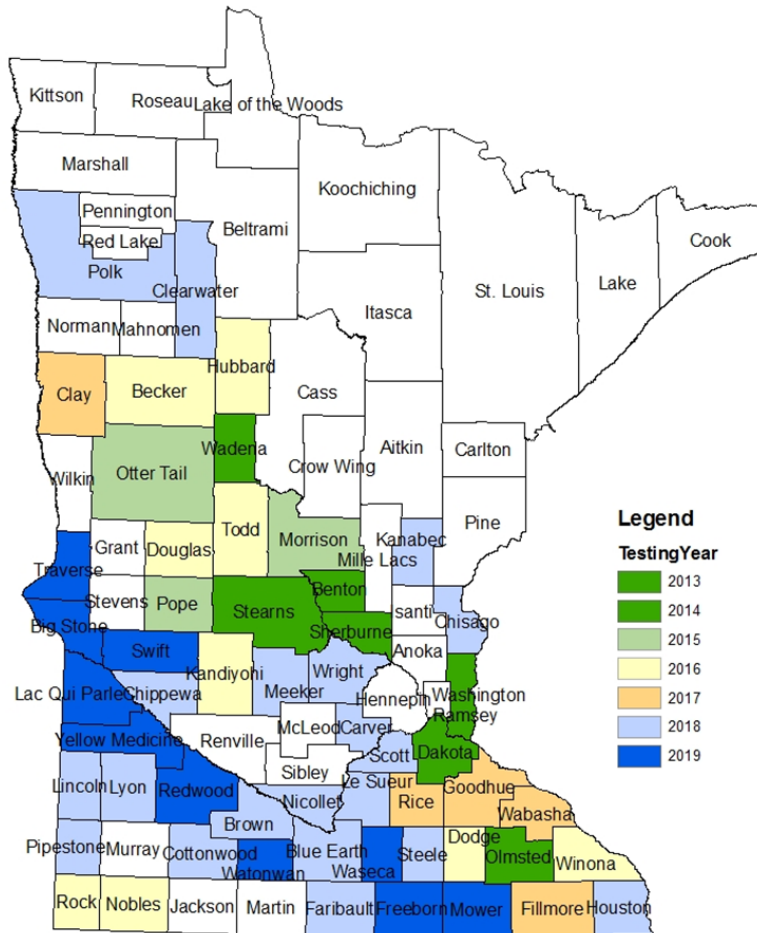 Kittson
Roseau
Lake of the Woods
Marshall
Koochiching
Pennington
Beltrami
Red Lake
Cook
Polk
Clearwater
St. Louis
Lake
Itasca
Norman
Mahnomen
Hubbard
Clay
Becker
Cass
Wadena
Aitkin
Carlton
Crow Wing
Otter Tail
Wilkin
Pine
Todd
Morrison
Kanabec
Grant
Douglas
Mille Lacs
Traverse
Benton
Stevens
Pope
Stearns
Isanti
Chisago
Big Stone
Sherburne
Swift
Anoka
Kandiyohi
Wright
Lac Qui Parle
Chippewa
Meeker
Hennepin
Washington
Ramsey
McLeod
Carver
Yellow Medicine
Renville
Dakota
Scott
Sibley
Le Sueur
Lincoln
Lyon
Redwood
Nicollet
Rice
Goodhue
Wabasha
Brown
Dodge
Pipestone
Murray
Cottonwood
Blue Earth
Steele
Olmsted
Winona
Watonwan
Waseca
Rock
Nobles
Jackson
Martin
Faribault
Freeborn
Mower
Fillmore
Houston
Legend
TestingYear
2013
2014
2015
2016
2017
2018
2019